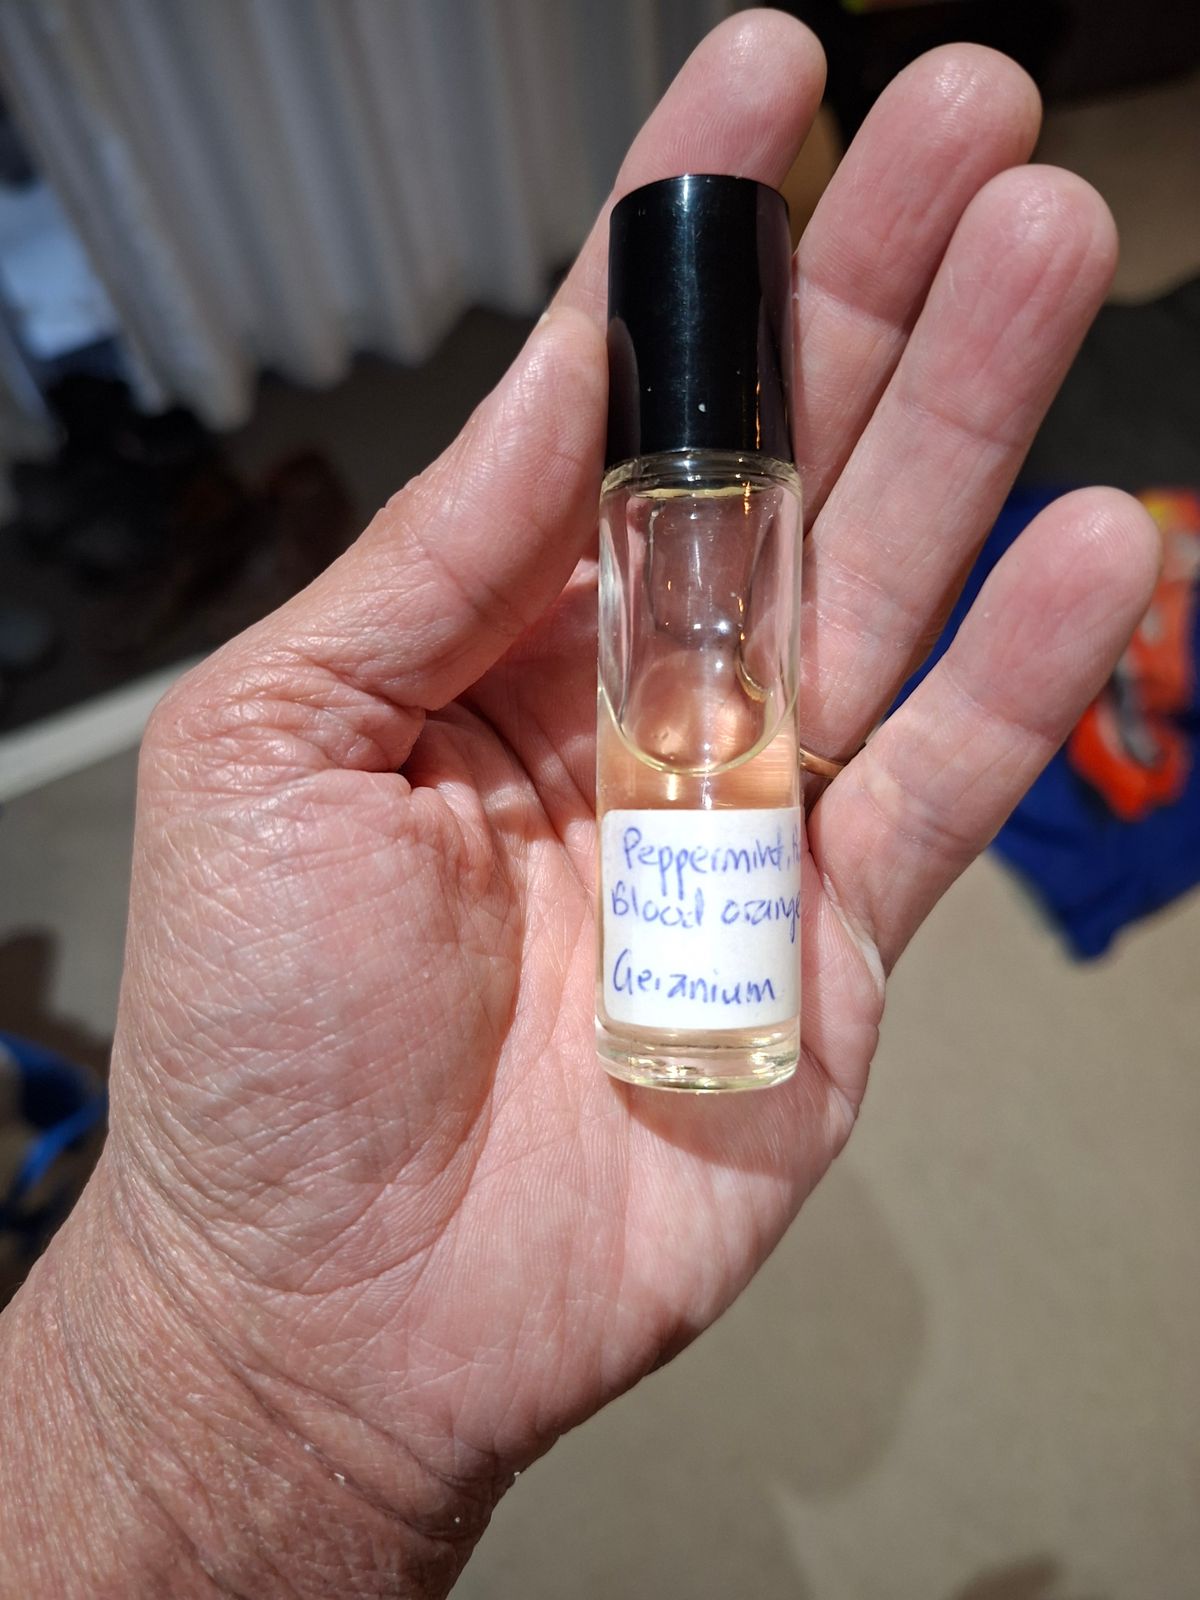 Peppermint,
Blood orange
Geranium